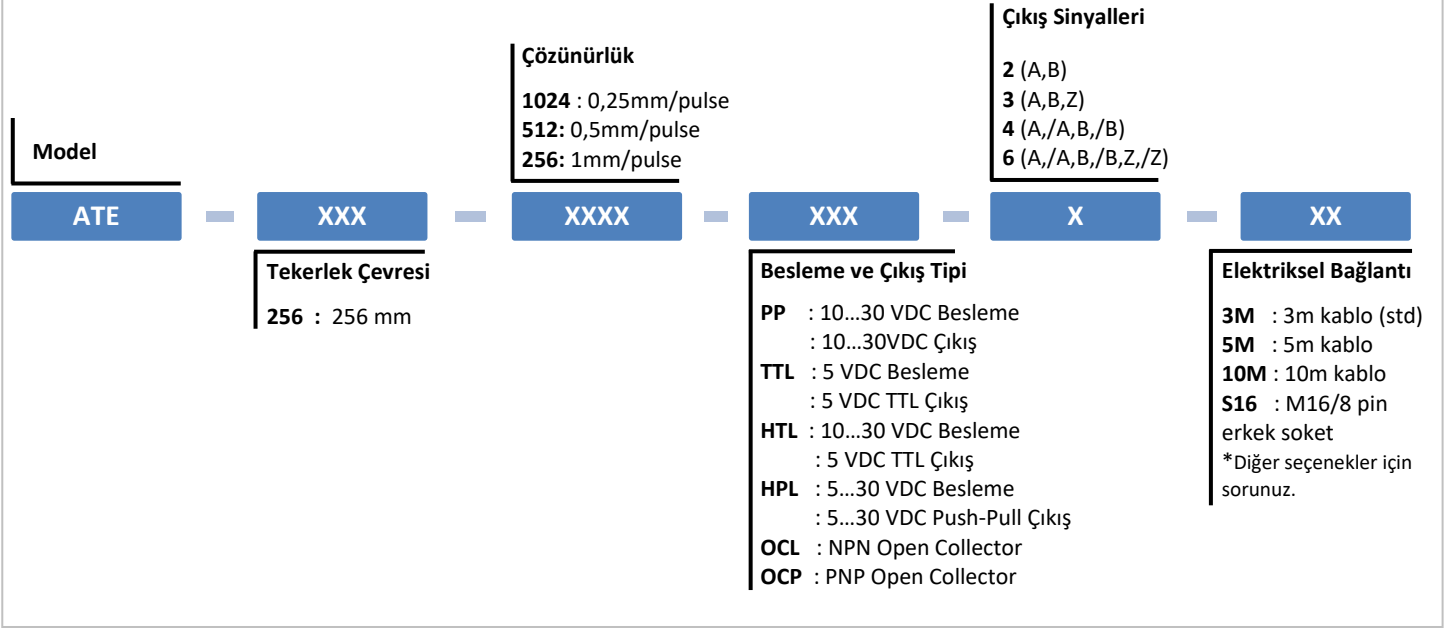 Çıkış Sinyalleri
2 (A,B)
3 (A,B,Z)
4 (A,/A,B,/B)
6 (A,/A,B,/B,Z,/Z)
Çözünürlük
1024 : 0,25mm/pulse
512: 0,5mm/pulse
256: 1mm/pulse
Model
ATE
XXX
XXXX
XXX
X
XX
Tekerlek Çevresi
256 : 256 mm
Besleme ve Çıkış Tipi
PP : 10...30 VDC Besleme
: 10...30VDC Çıkış
TTL : 5 VDC Besleme
: 5 VDC TTL Çıkış
HTL : 10...30 VDC Besleme
: 5 VDC TTL Çıkış
HPL : 5...30 VDC Besleme
: 5...30 VDC Push-Pull Çıkış
OCL : NPN Open Collector
OCP : PNP Open Collector
Elektriksel Bağlantı
3M : 3m kablo (std)
5M : 5m kablo
10M : 10m kablo
S16 : M16/8 pin
erkek soket
*Diğer seçenekler için
sorunuz.